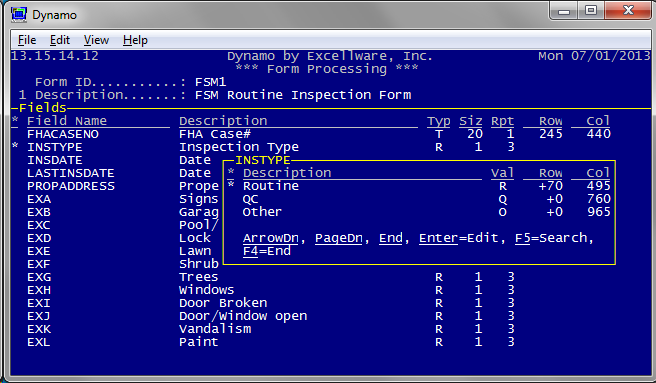 Dynamo
File Edit View Help
13.15.14.12 Dynamo by Excellware, Inc. Mon 07/01/2013
*** Form Processing ***
Form ID...........: FSM1
1 Description.......: FSM Routine Inspection Form
Fields
* Field Name Description Typ Siz Rpt Row Col
FHACASENO FHA Case# T 20 1 245 440
* INSTYPE Inspection Type R 1 3
INSDATE Date
LASTINSDATE Date
PROPADDRESS Prope
EXA Signs
EXB Garag
EXC Pool/
EXD Lock
EXE Lawn
EXF Shrub
INSTYPE
* Description Val Row Col
* Routine R +70 495
QC Q +0 760
Other O +0 965
ArrowDn, PageDn, End, Enter=Edit, F5=Search,
F4=End
EXG Trees R 1 3
EXH Windows R 1 3
EXI Door Broken R 1 3
EXJ Door/Window open R 1 3
EXK Vandalism R 1 3
EXL Paint R 1 3